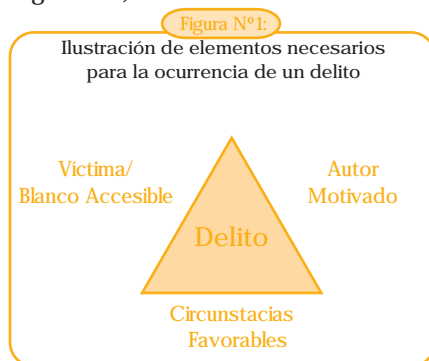 Figura Nº1:
Ilustración de elementos necesarios
para la ocurrencia de un delito
Víctima/
Blanco Accesible
Autor
Motivado
Delito
Circunstacias
Favorables